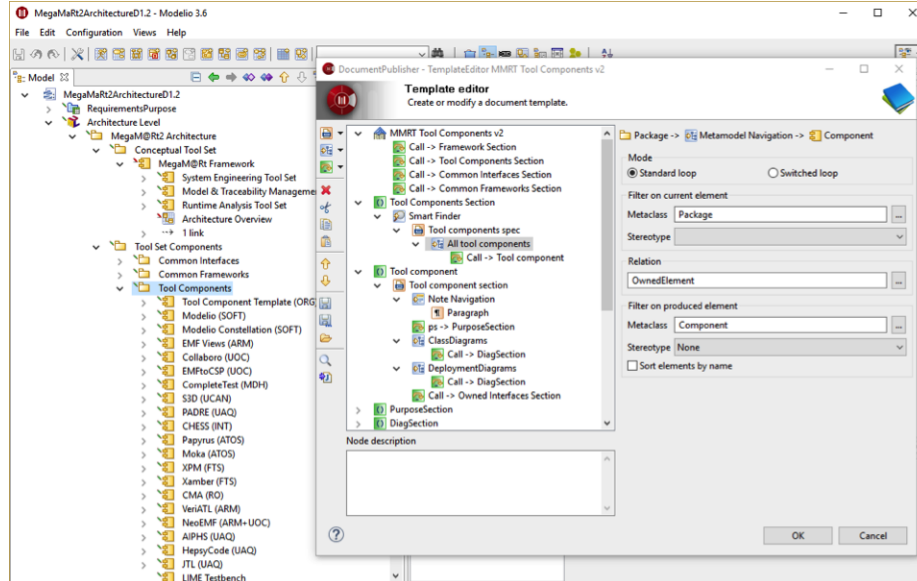 MegaMaRt2ArchitectureD1.2 - Modelio 3.6
File Edit Configuration Views Help
Model
MegaMaRt2ArchitectureD1.2
RequirementsPurpose
Architecture Level
MegaM@Rt2 Architecture
Conceptual Tool Set
MegaM@Rt Framework
System Engineering Tool Set
Model & Traceability Manageme
Runtime Analysis Tool Set
Architecture Overview
1 link
Tool Set Components
Common Interfaces
Common Frameworks
Tool Components
Tool Component Template (ORG
Modelio (SOFT)
Modelio Constellation (SOFT)
EMF Views (ARM)
Collaboro (UOC)
EMFtoCSP (UOC)
CompleteTest (MDH)
S3D (UCAN)
PADRE (UAQ)
CHESS (INT)
Papyrus (ATOS)
Moka (ATOS)
XPM (FTS)
Xamber (FTS)
CMA (RO)
VeriATL (ARM)
NeoEMF (ARM+UOC)
AIPHS (UAQ)
HepsyCode (UAQ)
JTL (UAQ)
LIME Testbench
DocumentPublisher - TemplateEditor MMRT Tool Components v2
Template editor
Create or modify a document template.
MMRT Tool Components v2
Call -> Framework Section
Call -> Tool Components Section
Call -> Common Interfaces Section
Call -> Common Frameworks Section
Tool Components Section
Smart Finder
Tool components spec
All tool components
Call -> Tool component
Tool component
Tool component section
Note Navigation
Paragraph
ps -> PurposeSection
ClassDiagrams
Call -> DiagSection
DeploymentDiagrams
Call -> DiagSection
Call -> Owned Interfaces Section
PurposeSection
DiagSection
Node description
Package -> Metamodel Navigation -> Component
Mode
Standard loop Switched loop
Filter on current element
Metaclass Package ...
Stereotype
Relation
OwnedElement ...
Filter on produced element
Metaclass Component ...
Stereotype None
Sort elements by name
OK Cancel